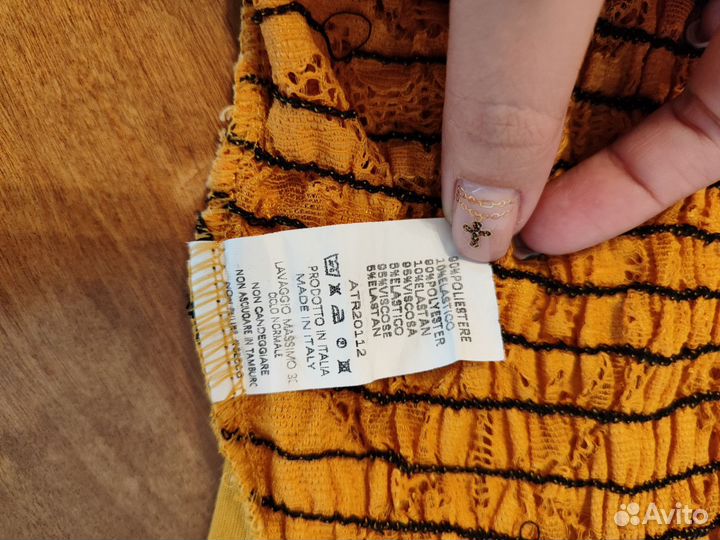 90%POLIESTERE
10%ELASTICO
90%POLYESTER
10%ELASTAN
95%VISCOSA
5%ELASTICO
95%VISCOSE
5%ELASTAN
ATR20112
PRODOTTO IN ITALIA
MADE IN ITALY
LAVAGGIO MASSIMO 30
CICLO NORMALE
NON CANDEGGIARE
NON ASCIUGARE IN TAMBURO
Avito